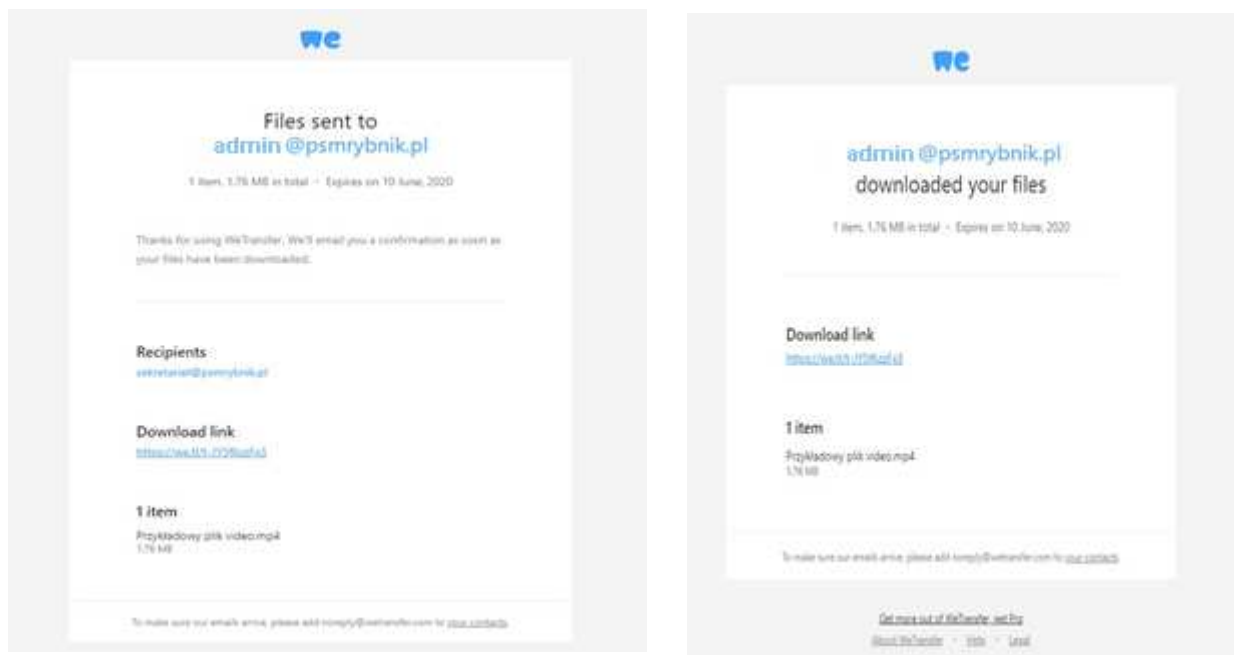 we
Files sent to
admin @psmrybnik.pl
1 item, 1.76 MB in total • Expires on 10 June, 2020
Thanks for using WeTransfer. We'll email you a confirmation as soon as
your files have been downloaded.
Recipients
sekretariat@psmrybnik.pl
Download link
1 item
Przykładowy plik video.mp4
1.76 MB
To make sure our emails arrive, please add noreply@wetransfer.com to your contacts.
we
admin @psmrybnik.pl
downloaded your files
1 item, 1.76 MB in total • Expires on 10 June, 2020
Download link
1 item
Przykładowy plik video.mp4
1.76 MB
To make sure our emails arrive, please add noreply@wetransfer.com to your contacts.
Get more out of WeTransfer, get Pro
About WeTransfer • Help • Legal